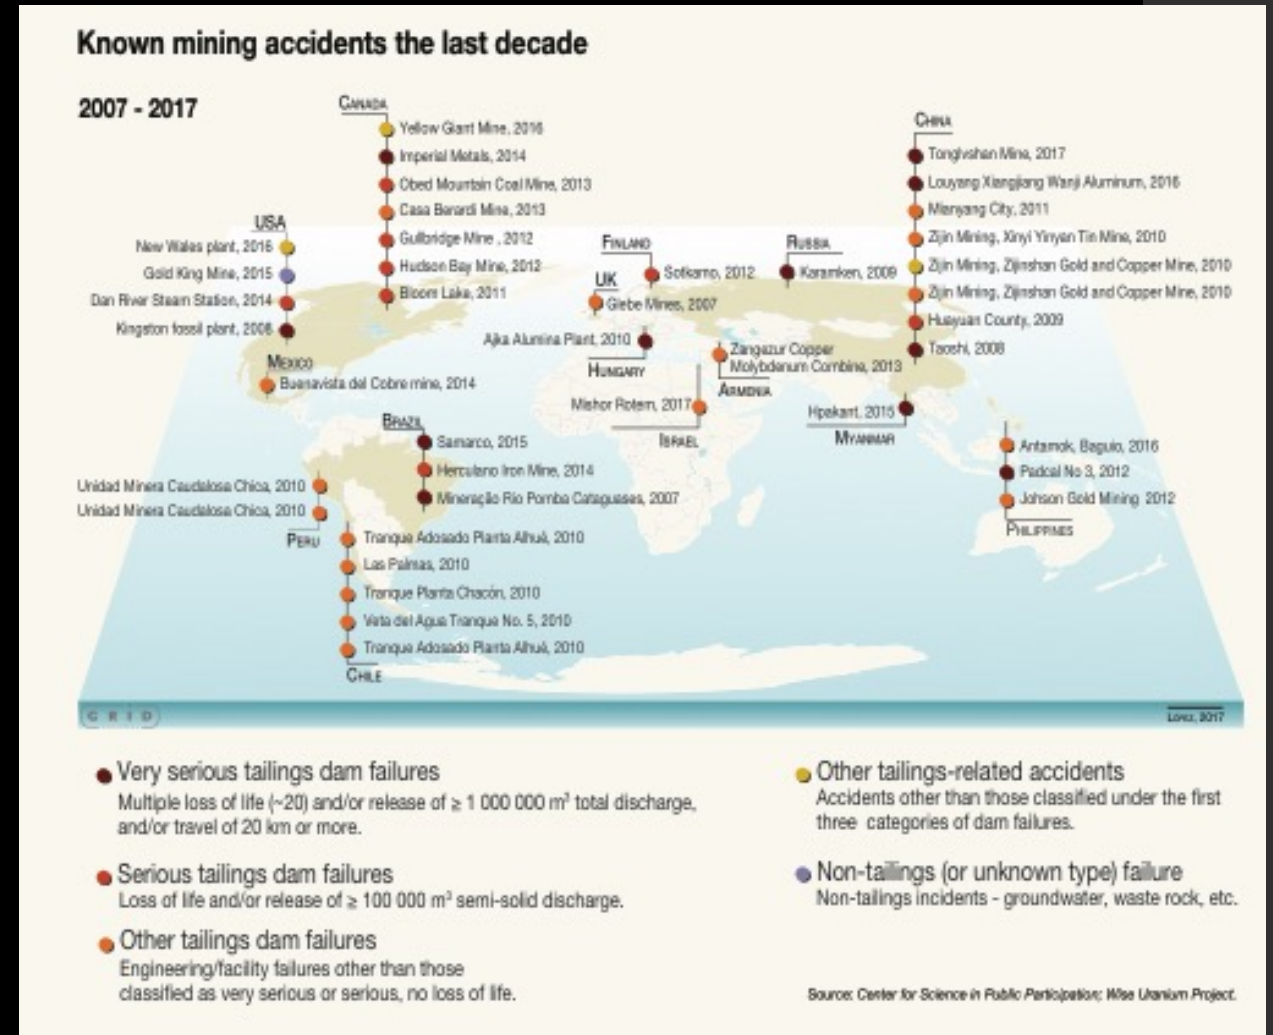 Known mining accidents the last decade
2007 - 2017
CANADA
Yellow Giant Mine, 2016
Imperial Metals, 2014
Obed Mountain Coal Mine, 2013
Casa Berardi Mine, 2013
Gullbridge Mine , 2012
Hudson Bay Mine, 2012
Bloom Lake, 2011
USA
New Wales plant, 2016
Gold King Mine, 2015
Dan River Steam Station, 2014
Kingston fossil plant, 2008
MEXICO
Buenavista del Cobre mine, 2014
BRAZIL
Samarco, 2015
Herculano Iron Mine, 2014
Mineração Rio Pomba Cataguases, 2007
Unidad Minera Caudalosa Chica, 2010
Unidad Minera Caudalosa Chica, 2010
PERU
Tranque Adosado Planta Alhué, 2010
Las Palmas, 2010
Tranque Planta Chacón, 2010
Veta del Agua Tranque No. 5, 2010
Tranque Adosado Planta Alhué, 2010
CHILE
FINLAND
Sotkamo, 2012
UK
Glebe Mines, 2007
Ajka Alumina Plant, 2010
HUNGARY
RUSSIA
Karamken, 2009
Zangezur Copper
Molybdenum Combine, 2013
ARMENIA
Mishor Rotem, 2017
ISRAEL
CHINA
Tonglvshan Mine, 2017
Louyang Xiangjiang Wanji Aluminum, 2016
Mianyang City, 2011
Zijin Mining, Xinyi Yinyan Tin Mine, 2010
Zijin Mining, Zijinshan Gold and Copper Mine, 2010
Zijin Mining, Zijinshan Gold and Copper Mine, 2010
Huayuan County, 2009
Taoshi, 2008
Hpakant, 2015
MYANMAR
Antamok, Baguio, 2016
Padcal No 3, 2012
Johson Gold Mining 2012
PHILIPPINES
GRID
LOPEZ, 2017
Very serious tailings dam failures
Multiple loss of life (~20) and/or release of ≥ 1 000 000 m³ total discharge,
and/or travel of 20 km or more.
Serious tailings dam failures
Loss of life and/or release of ≥ 100 000 m³ semi-solid discharge.
Other tailings dam failures
Engineering/facility failures other than those
classified as very serious or serious, no loss of life.
Other tailings-related accidents
Accidents other than those classified under the first
three categories of dam failures.
Non-tailings (or unknown type) failure
Non-tailings incidents - groundwater, waste rock, etc.
Source: Center for Science in Public Participation; Wise Uranium Project.